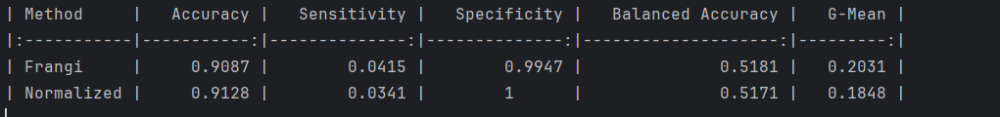 | Method     |   Accuracy |   Sensitivity |   Specificity |   Balanced Accuracy |   G-Mean |
|:-----------|-----------:|--------------:|--------------:|--------------------:|---------:|
| Frangi     |     0.9087 |        0.0415 |        0.9947 |              0.5181 |   0.2031 |
| Normalized |     0.9128 |        0.0341 |        1      |              0.5171 |   0.1848 |